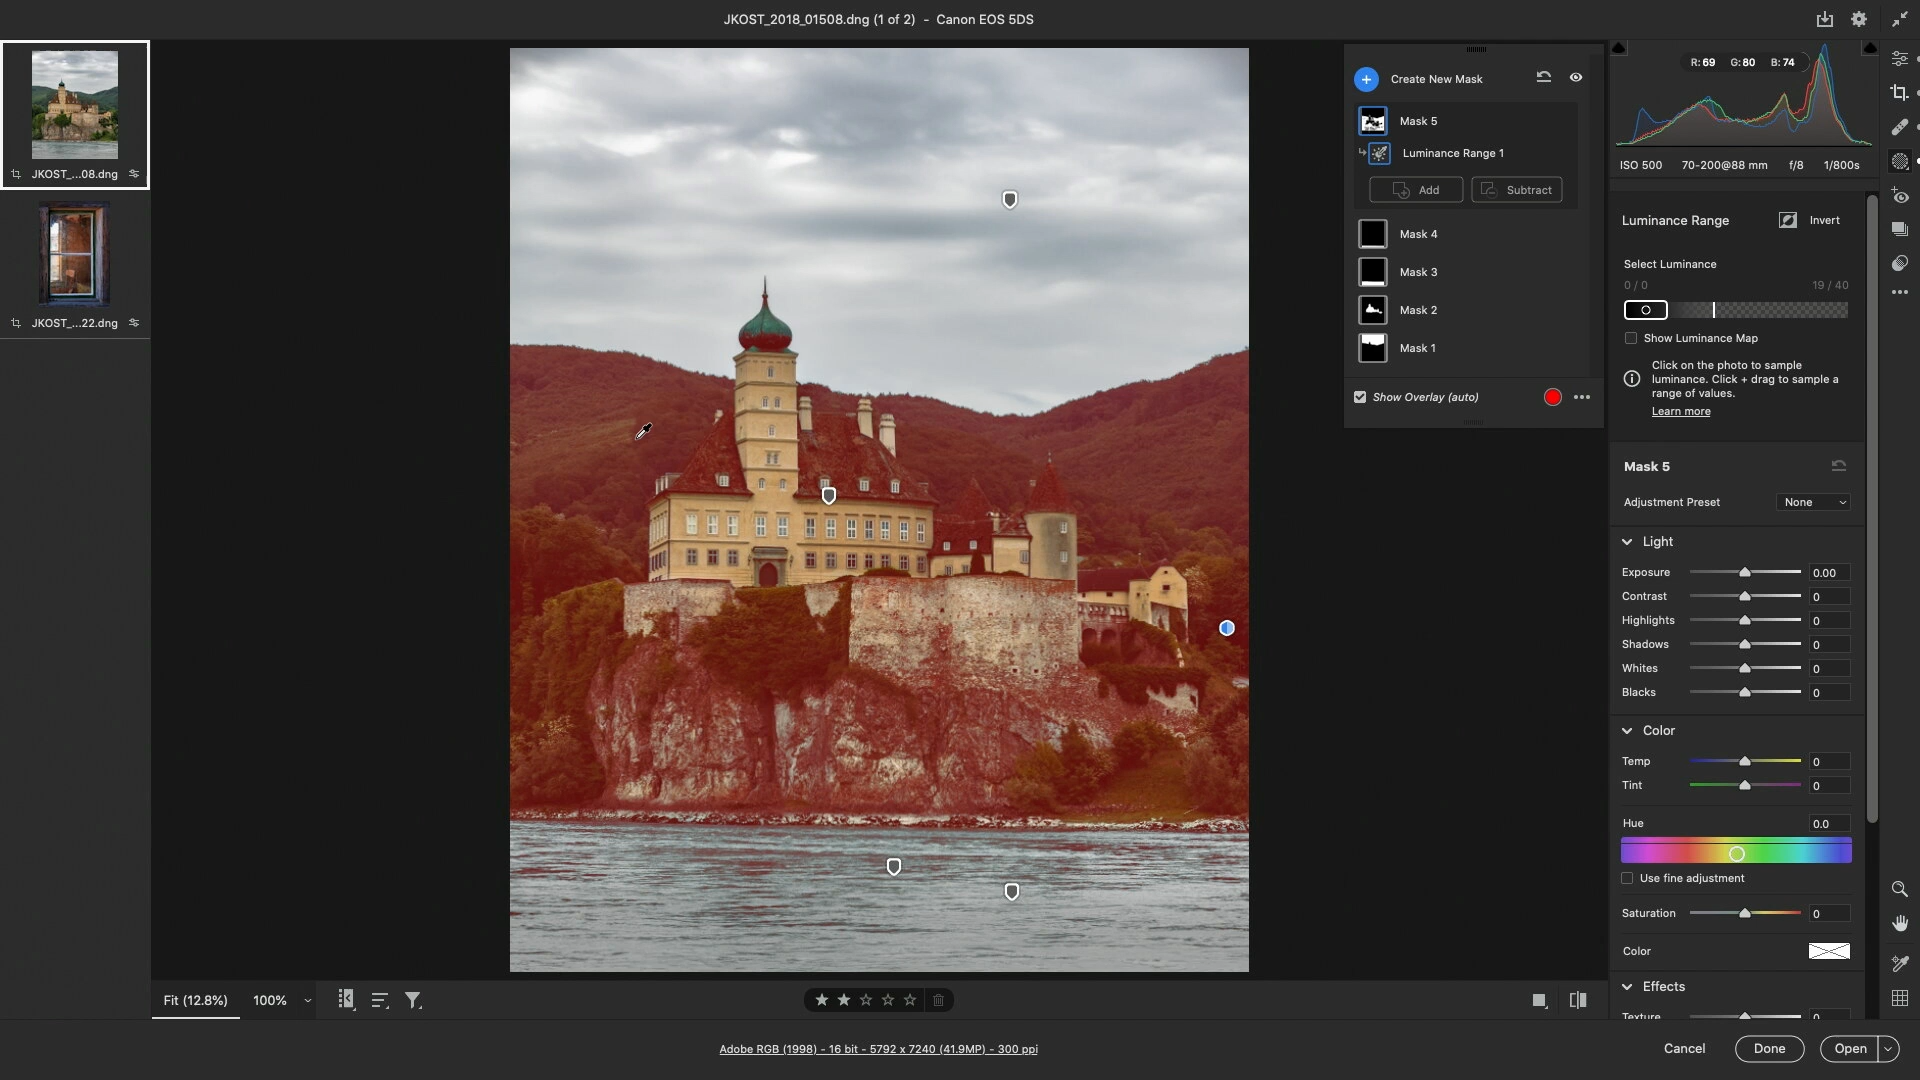 JKOST_2018_01508.dng (1 of 2) - Canon EOS 5DS
JKOST_...08.dng
JKOST_...22.dng
Create New Mask
Mask 5
Luminance Range 1
Add
Subtract
Mask 4
Mask 3
Mask 2
Mask 1
Show Overlay (auto)
R: 69 G: 80 B: 74
ISO 500 70-200@88 mm f/8 1/800s
Luminance Range
Invert
Select Luminance
0 / 0 19 / 40
Show Luminance Map
Click on the photo to sample
luminance. Click + drag to sample a
range of values.
Learn more
Mask 5
Adjustment Preset None
Light
Exposure 0.00
Contrast 0
Highlights 0
Shadows 0
Whites 0
Blacks 0
Color
Temp 0
Tint 0
Hue 0.0
Use fine adjustment
Saturation 0
Color
Effects
Texture 0
Fit (12.8%) 100%
Adobe RGB (1998) - 16 bit - 5792 x 7240 (41.9MP) - 300 ppi
Cancel
Done
Open